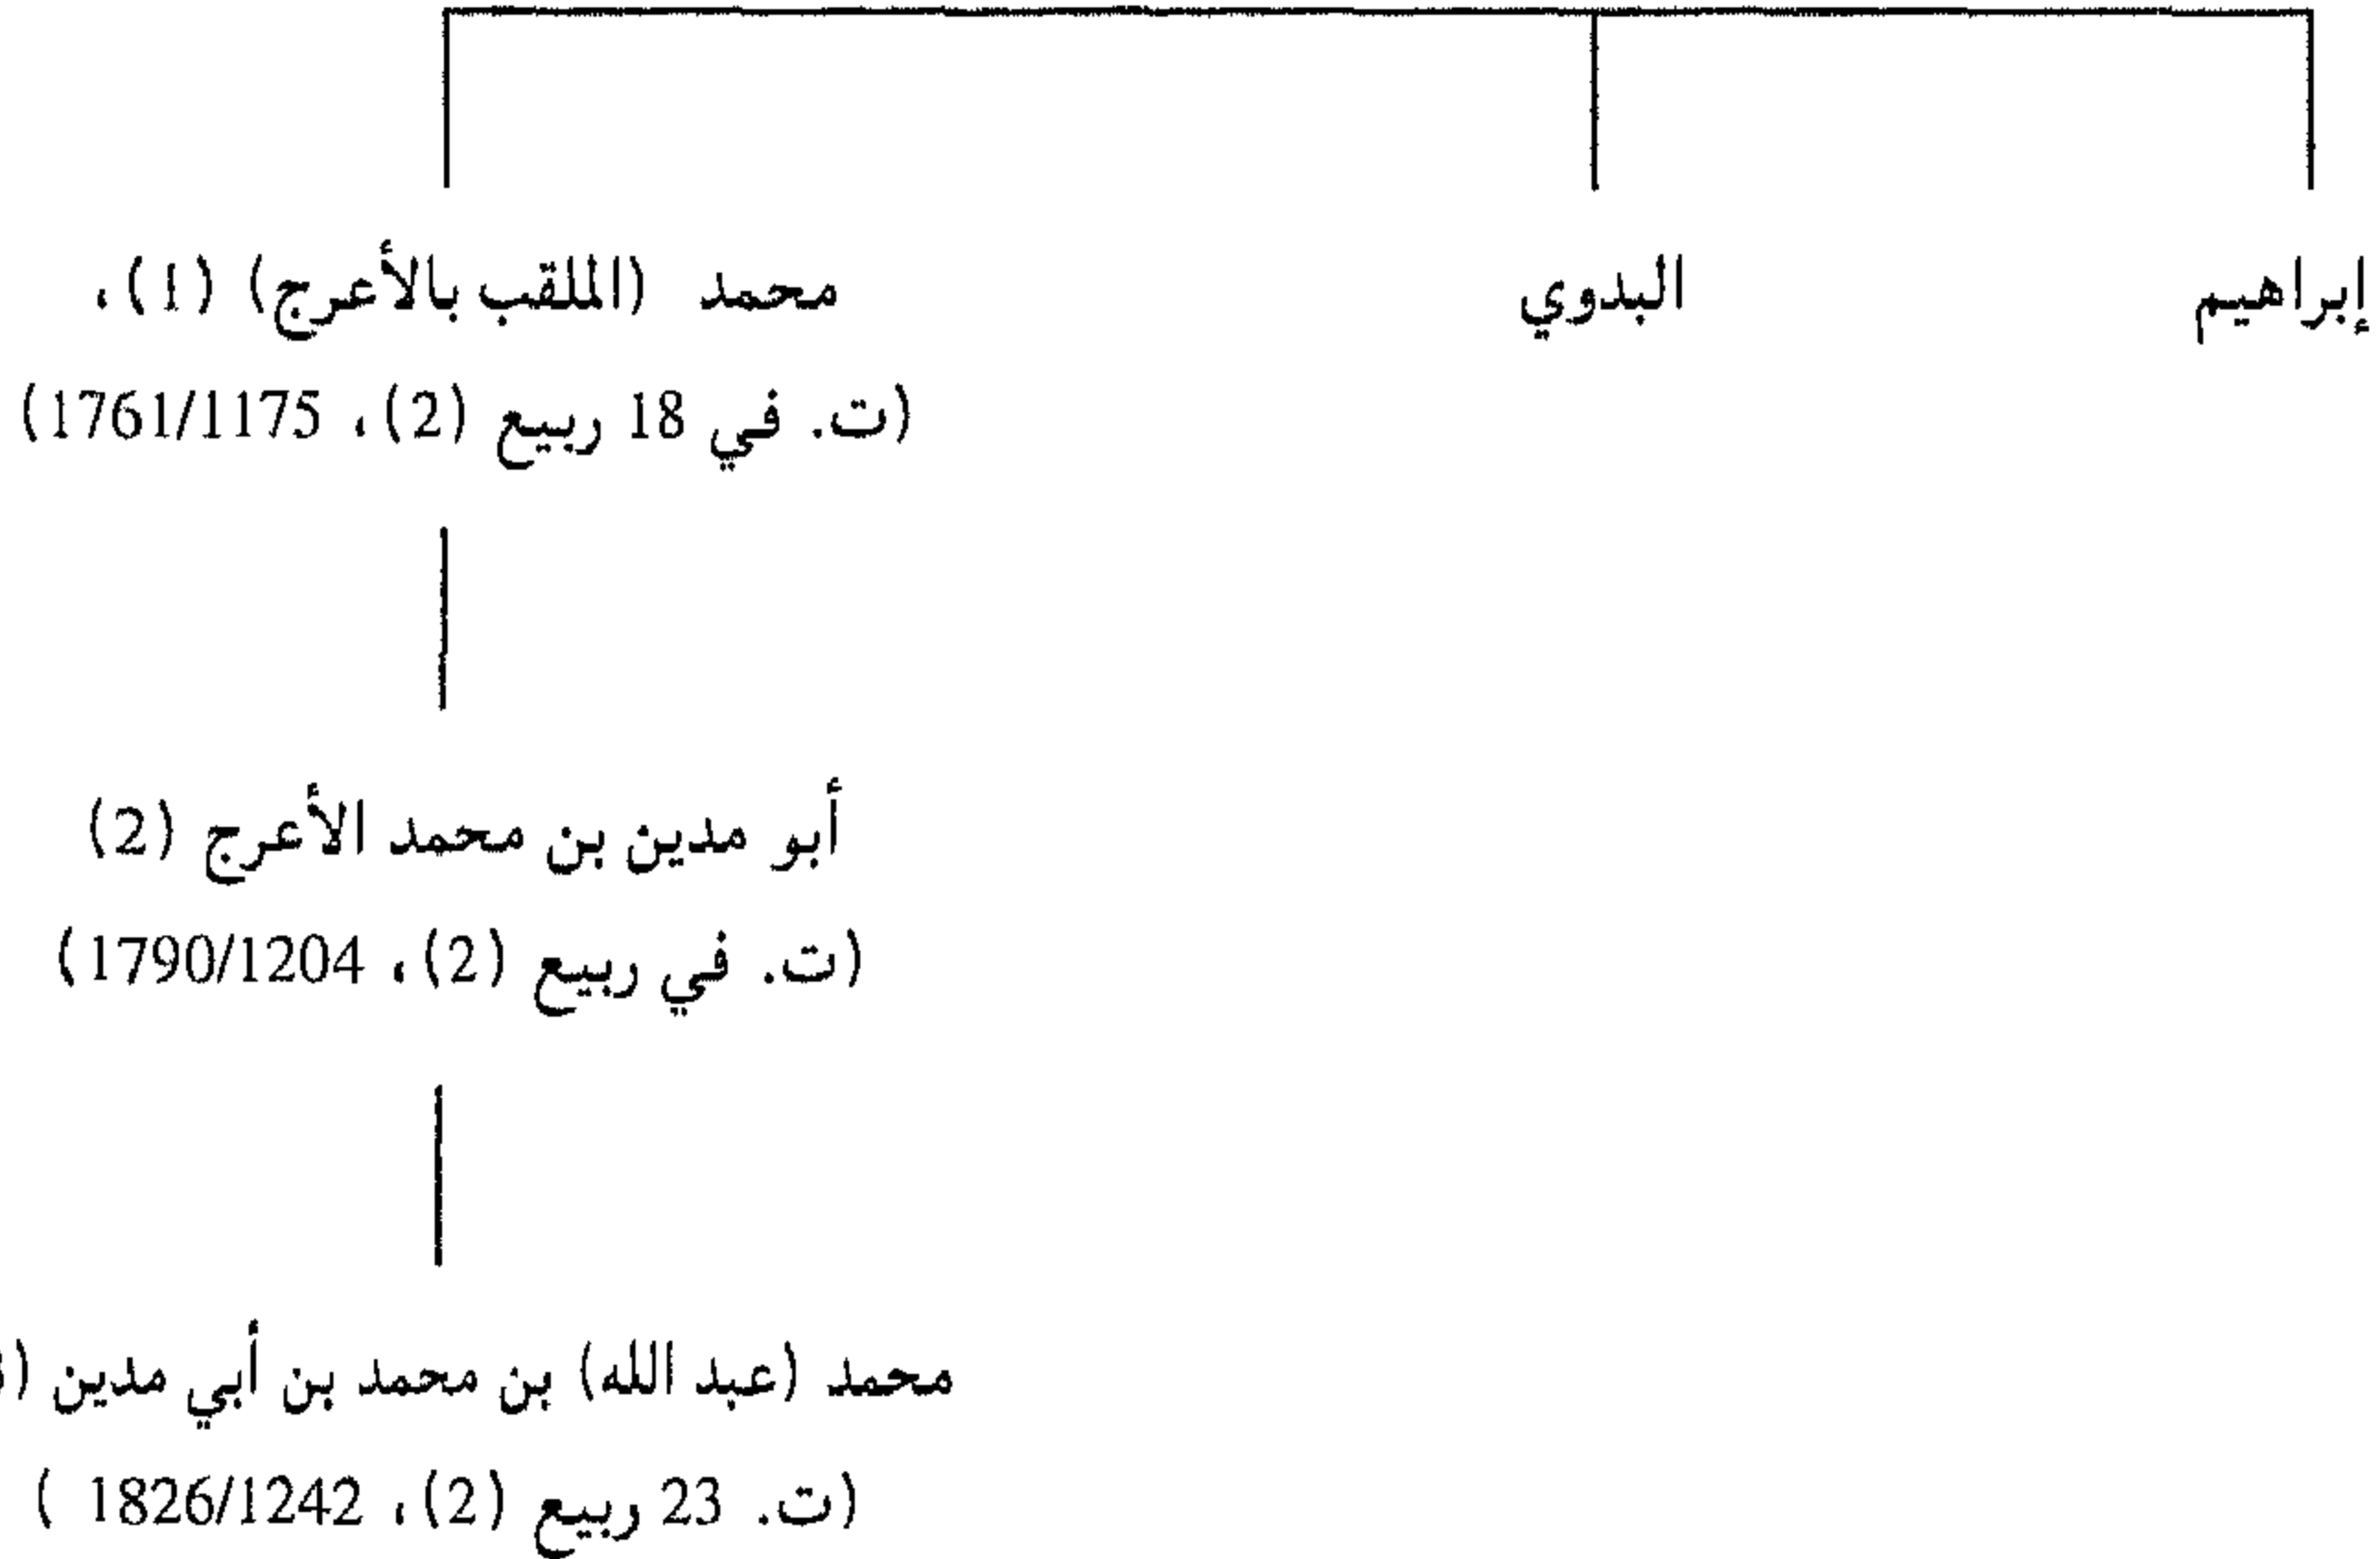 إبراهيم
البدوي
محمد (الملقب بالأعرج) (1)،
(ت. في 18 ربيع (2)، 1761/1175)
أبو مدين بن محمد الأعرج (2)
(ت. في ربيع (2)، 1790/1204)
محمد (عبد الله) بن محمد بن أبي مدين
(ت. 23 ربيع (2)، 1826/1242 )